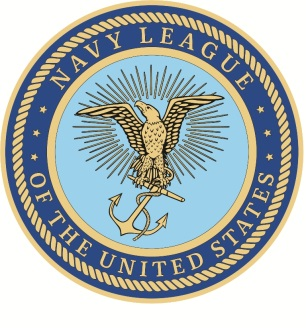 NAVY LEAGUE
OF THE UNITED STATES